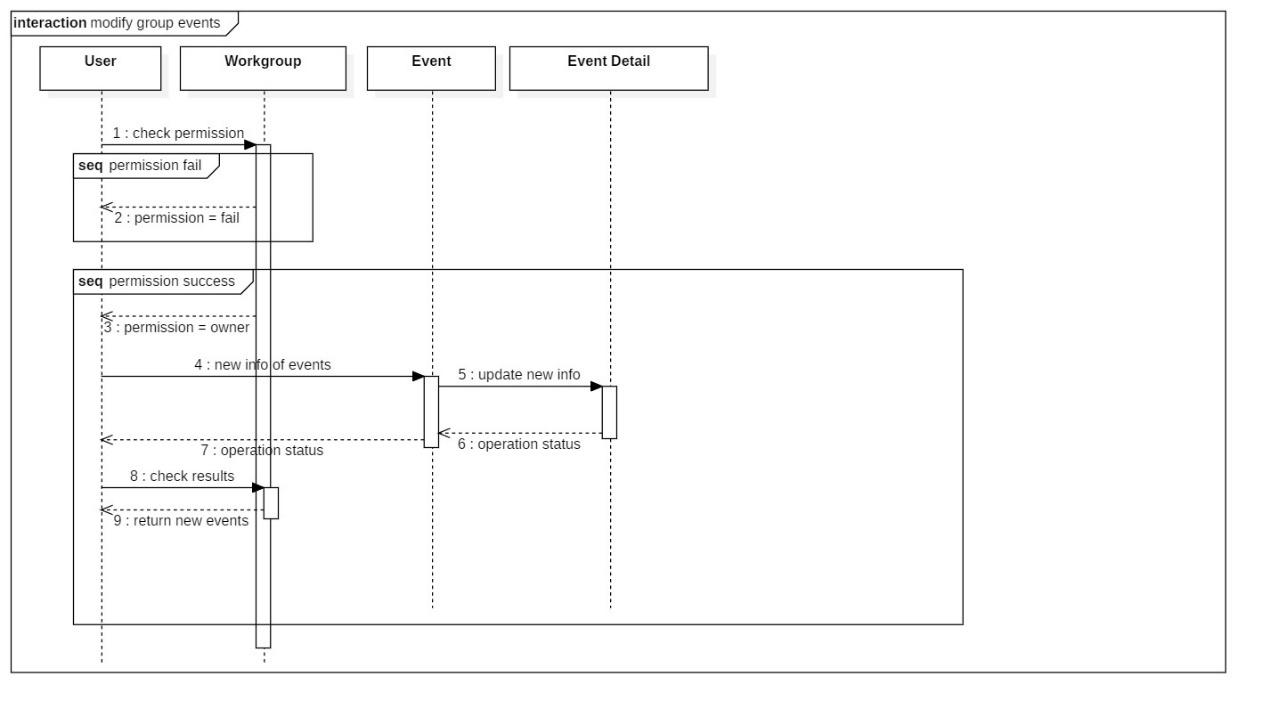 interaction modify group events
User
Workgroup
Event
Event Detail
1 : check permission
seq permission fail
2 : permission = fail
seq permission success
3 : permission = owner
4 : new info of events
5 : update new info
6 : operation status
7 : operation status
8 : check results
9 : return new events